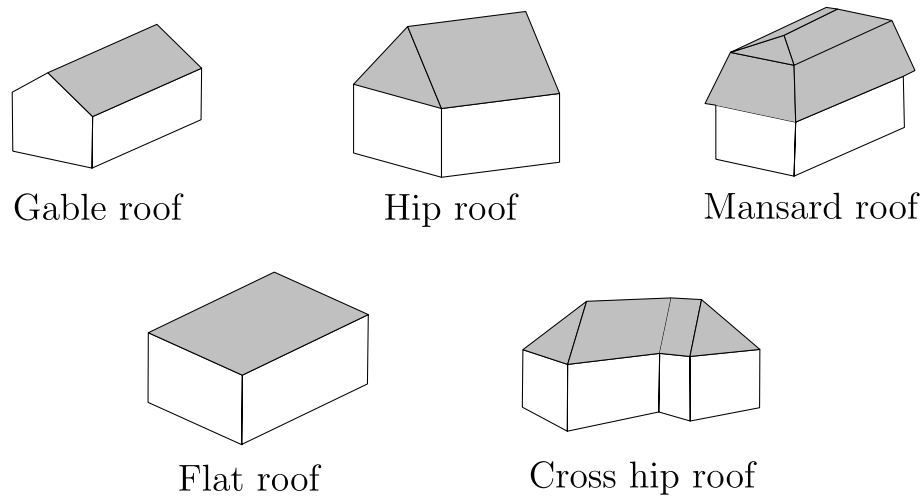 Gable roof
Hip roof
Mansard roof
Flat roof
Cross hip roof